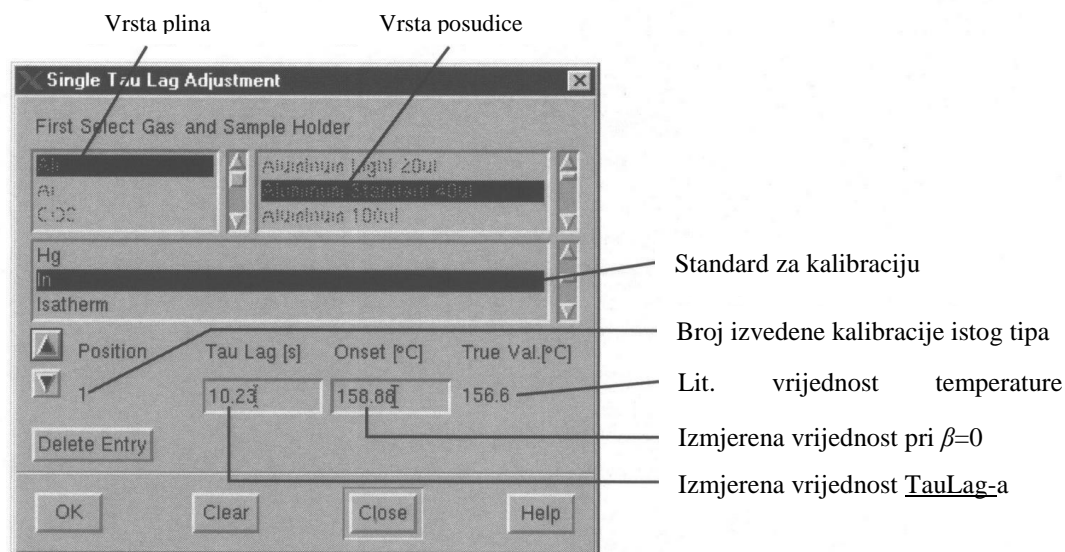 Vrsta plina Vrsta posudice
Single Tau Lag Adjustment
First Select Gas and Sample Holder
Air Aluminum Light 20ul
Ar Aluminum Standard 40ul
CO2 Aluminum 100ul
Hg
In
Isatherm
Standard za kalibraciju
Broj izvedene kalibracije istog tipa
Position Tau Lag [s] Onset [°C] True Val.[°C]
1 10.23 158.88 156.6
Lit. vrijednost temperature
Izmjerena vrijednost pri β=0
Delete Entry
Izmjerena vrijednost TauLag-a
OK Clear Close Help